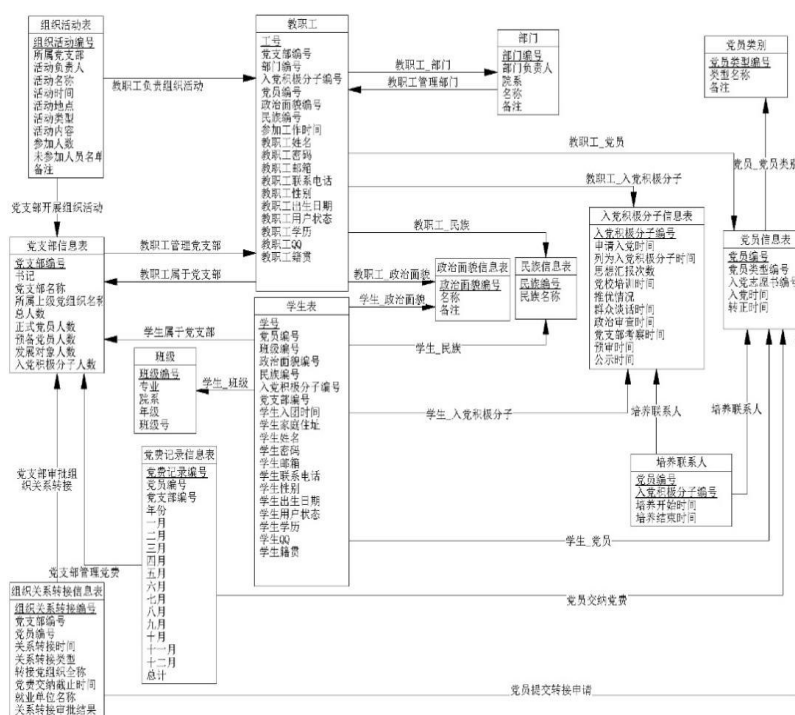 组织活动表
组织活动编号
所属党支部
活动负责人
活动名称
活动时间
活动地点
活动类型
活动内容
参加人数
未参加人员名单
备注
教职工负责组织活动
党支部开展组织活动
教职工
工号
党支部编号
部门编号
入党积极分子编号
党员编号
政治面貌编号
民族编号
参加工作时间
教职工姓名
教职工密码
教职工邮箱
教职工联系电话
教职工性别
教职工出生日期
教职工用户状态
教职工学历
教职工QQ
教职工籍贯
教职工_部门
教职工管理部门
部门
部门编号
部门负责人
院系
名称
备注
党员类别
党员类型编号
类型名称
备注
教职工_党员
党员_党员类别
教职工_入党积极分子
教职工_民族
教职工_政治面貌
教职工管理党支部
教职工属于党支部
党支部信息表
党支部编号
书记
党支部名称
所属上级党组织名称
总人数
正式党员人数
预备党员人数
发展对象人数
入党积极分子人数
政治面貌信息表
政治面貌编号
名称
备注
民族信息表
民族编号
民族名称
入党积极分子信息表
入党积极分子编号
申请入党时间
列为入党积极分子时间
思想汇报次数
党校培训时间
推优情况
群众谈话时间
政治审查时间
党支部考察时间
预审时间
公示时间
党员信息表
党员编号
党员类型编号
入党志愿书编号
入党时间
转正时间
学生表
学号
党员编号
班级编号
政治面貌编号
民族编号
入党积极分子编号
党支部编号
学生入团时间
学生家庭住址
学生姓名
学生密码
学生邮箱
学生联系电话
学生性别
学生出生日期
学生用户状态
学生学历
学生QQ
学生籍贯
学生_政治面貌
学生属于党支部
学生_民族
学生_班级
学生_入党积极分子
班级
班级编号
专业
院系
年级
班级号
培养联系人
培养联系人
培养联系人
党员编号
入党积极分子编号
培养开始时间
培养结束时间
党费记录信息表
党费记录编号
党员编号
党支部编号
年份
一月
二月
三月
四月
五月
六月
七月
八月
九月
十月
十一月
十二月
总计
党支部审批组
织关系转接
党支部管理党费
学生_党员
党员交纳党费
组织关系转接信息表
组织关系转接编号
党支部编号
党员编号
关系转接时间
关系转接类型
转接党组织全称
党费交纳截止时间
就业单位名称
关系转接审批结果
党员提交转接申请